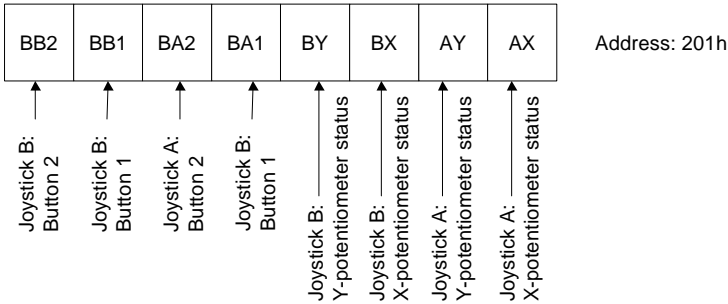 BB2 BB1 BA2 BA1 BY BX AY AX Address: 201h
Joystick B:
Button 2
Joystick B:
Button 1
Joystick A:
Button 2
Joystick B:
Button 1
Joystick B:
Y-potentiometer status
Joystick B:
X-potentiometer status
Joystick A:
Y-potentiometer status
Joystick A:
X-potentiometer status